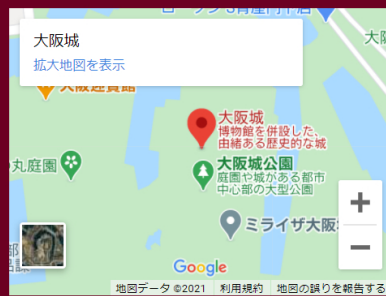 大阪城
拡大地図を表示
大阪迎賓館
大阪城
博物館を併設した、
由緒ある歴史的な城
丸庭園
大阪城公園
庭園や城がある都市
中心部の大型公園
ミライザ大阪
+
−
Google
地図データ ©2021 利用規約 地図の誤りを報告する